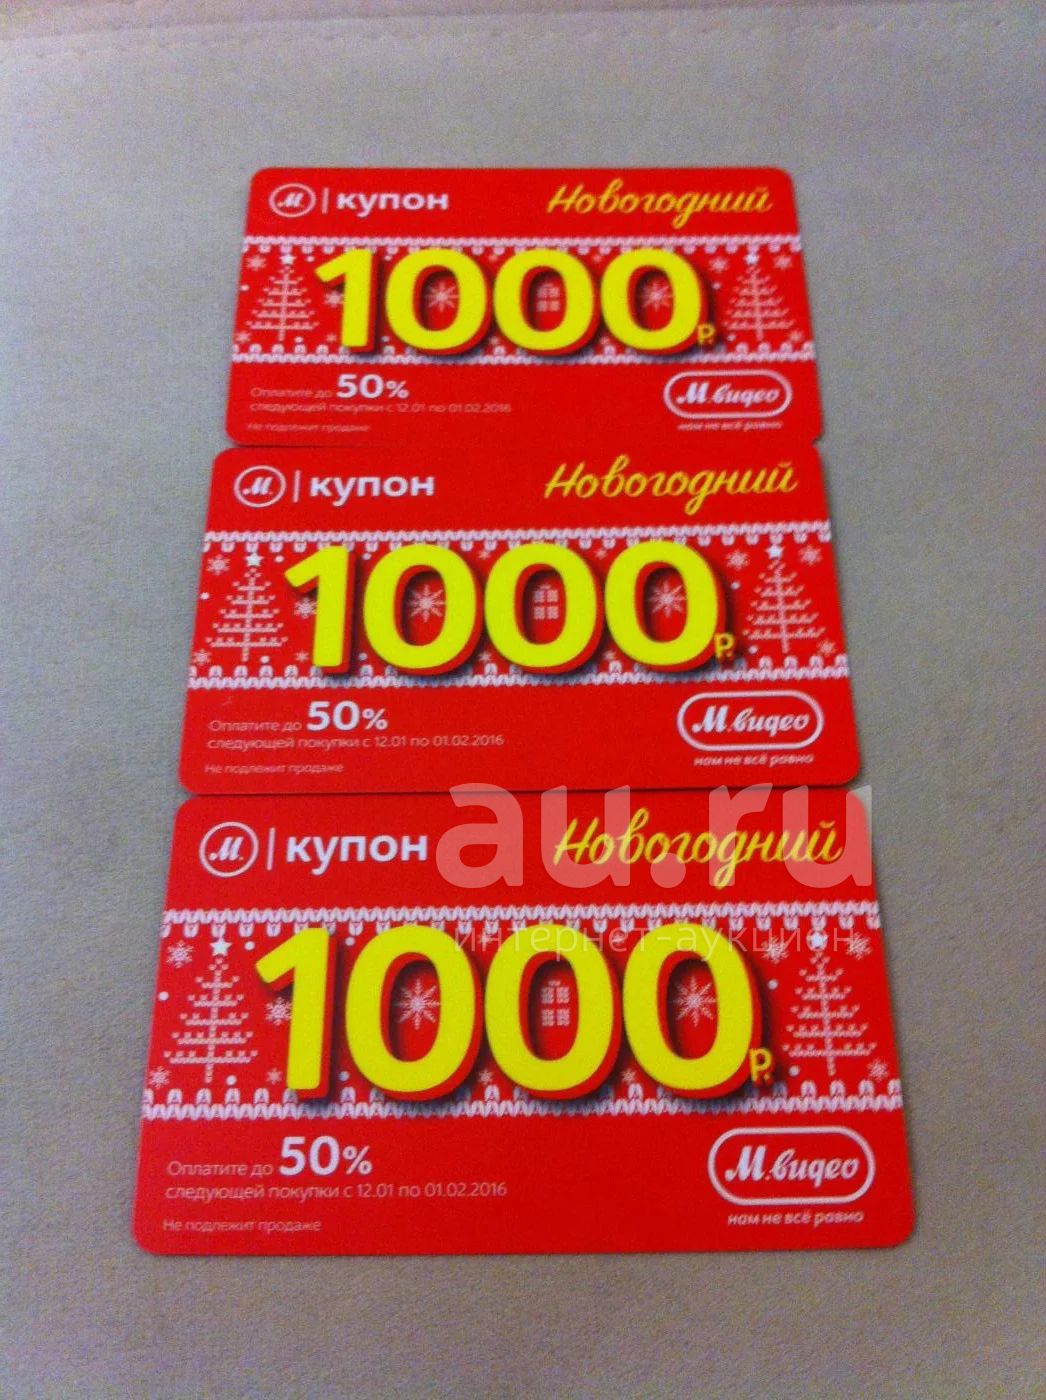 М. | купон Новогодний
1000 р.
Оплатите до 50%
следующей покупки с 12.01 по 01.02.2016
Не подлежит продаже
М.видео
нам не всё равно
М. | купон Новогодний
1000 р.
Оплатите до 50%
следующей покупки с 12.01 по 01.02.2016
Не подлежит продаже
М.видео
нам не всё равно
au.ru
интернет-аукцион
М. | купон Новогодний
1000 р.
Оплатите до 50%
следующей покупки с 12.01 по 01.02.2016
Не подлежит продаже
М.видео
нам не всё равно